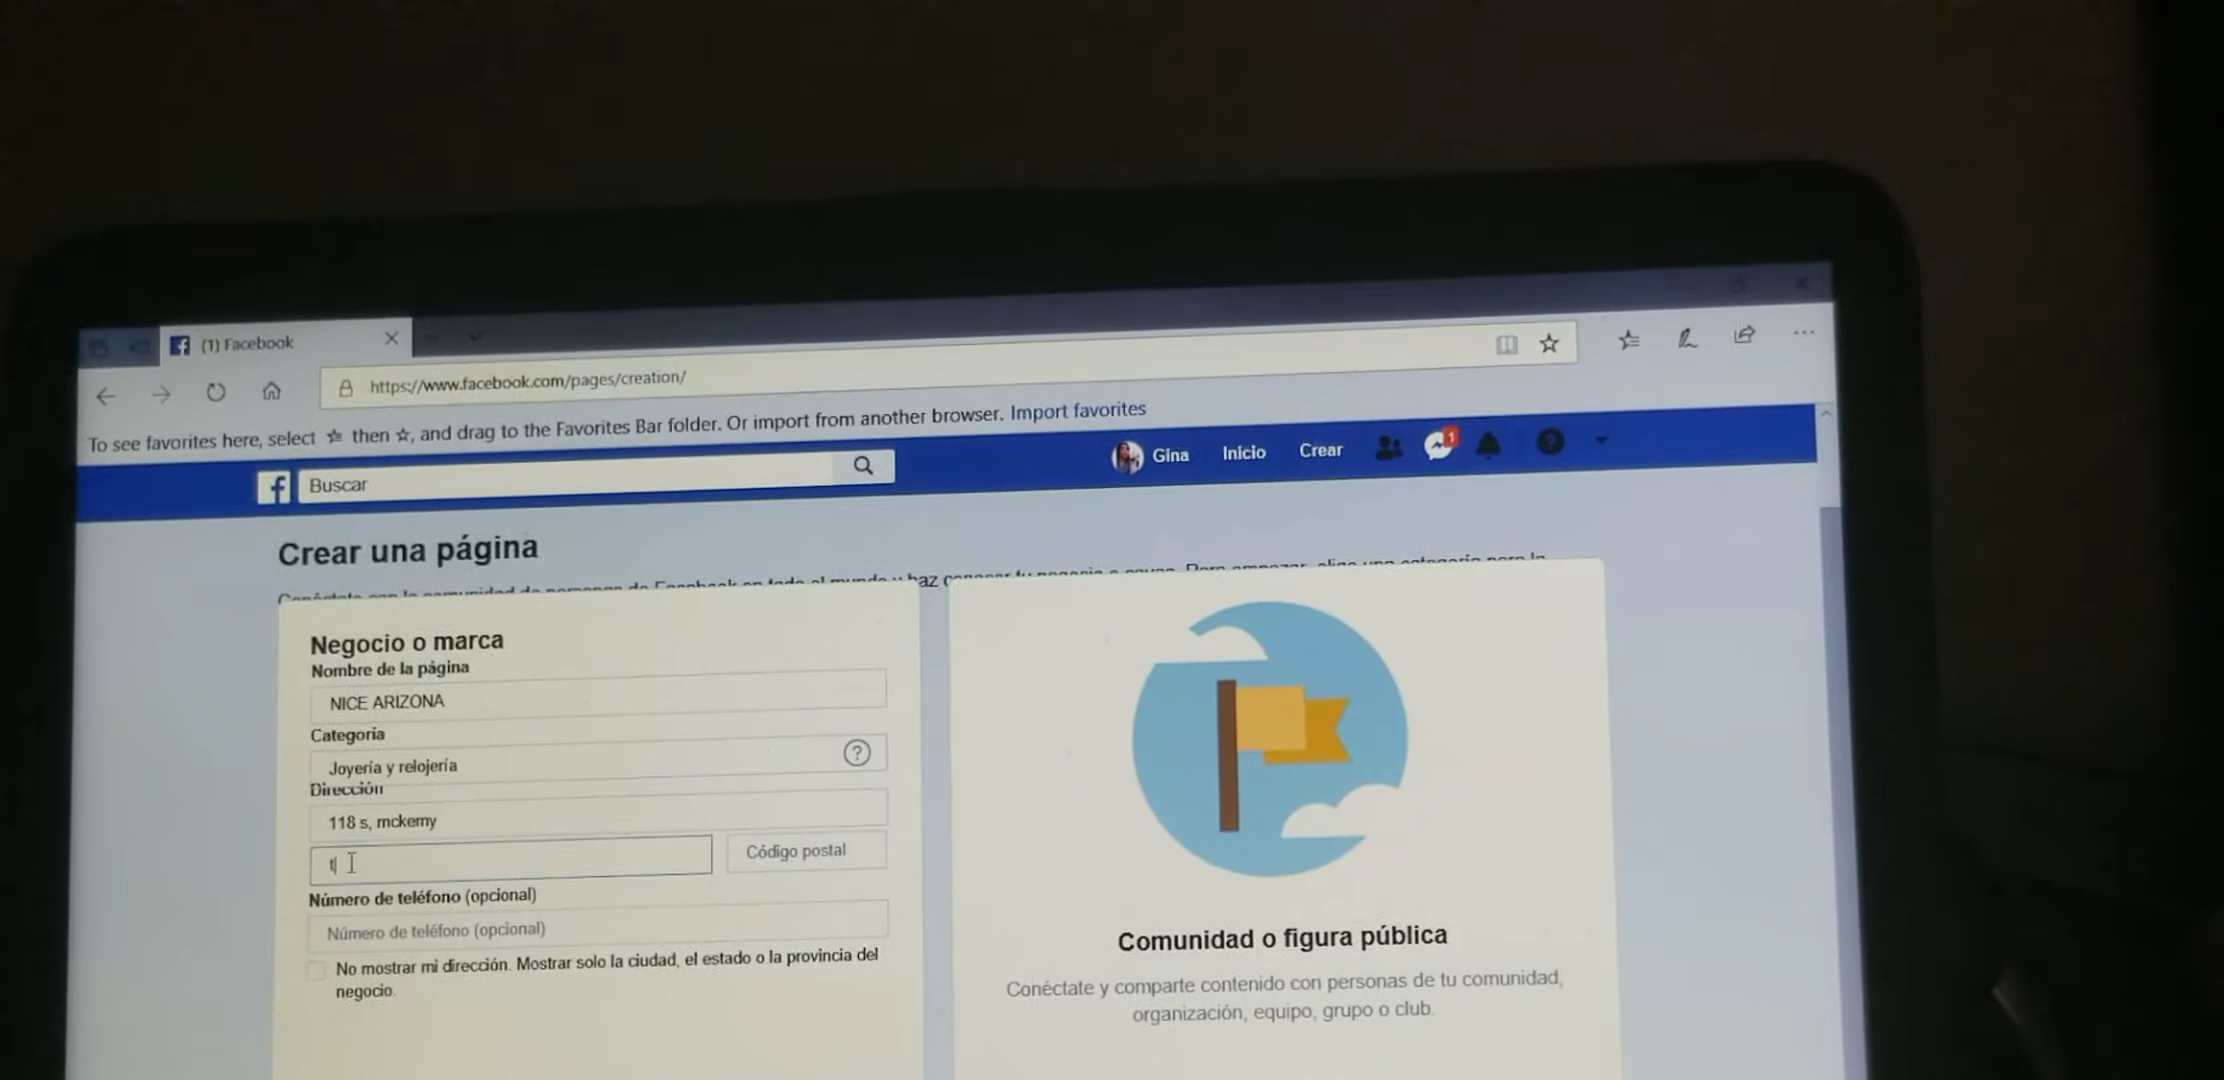 (1) Facebook
https://www.facebook.com/pages/creation/
To see favorites here, select then , and drag to the Favorites Bar folder. Or import from another browser. Import favorites
f Buscar
Gina Inicio Crear 1 ?
Crear una página
haz
Negocio o marca
Nombre de la página
NICE ARIZONA
Categoria
Joyería y relojería ?
Dirección
118 s, mckemy
t Código postal
Número de teléfono (opcional)
Número de teléfono (opcional)
No mostrar mi dirección. Mostrar solo la ciudad, el estado o la provincia del
negocio.
Comunidad o figura pública
Conéctate y comparte contenido con personas de tu comunidad,
organización, equipo, grupo o club.